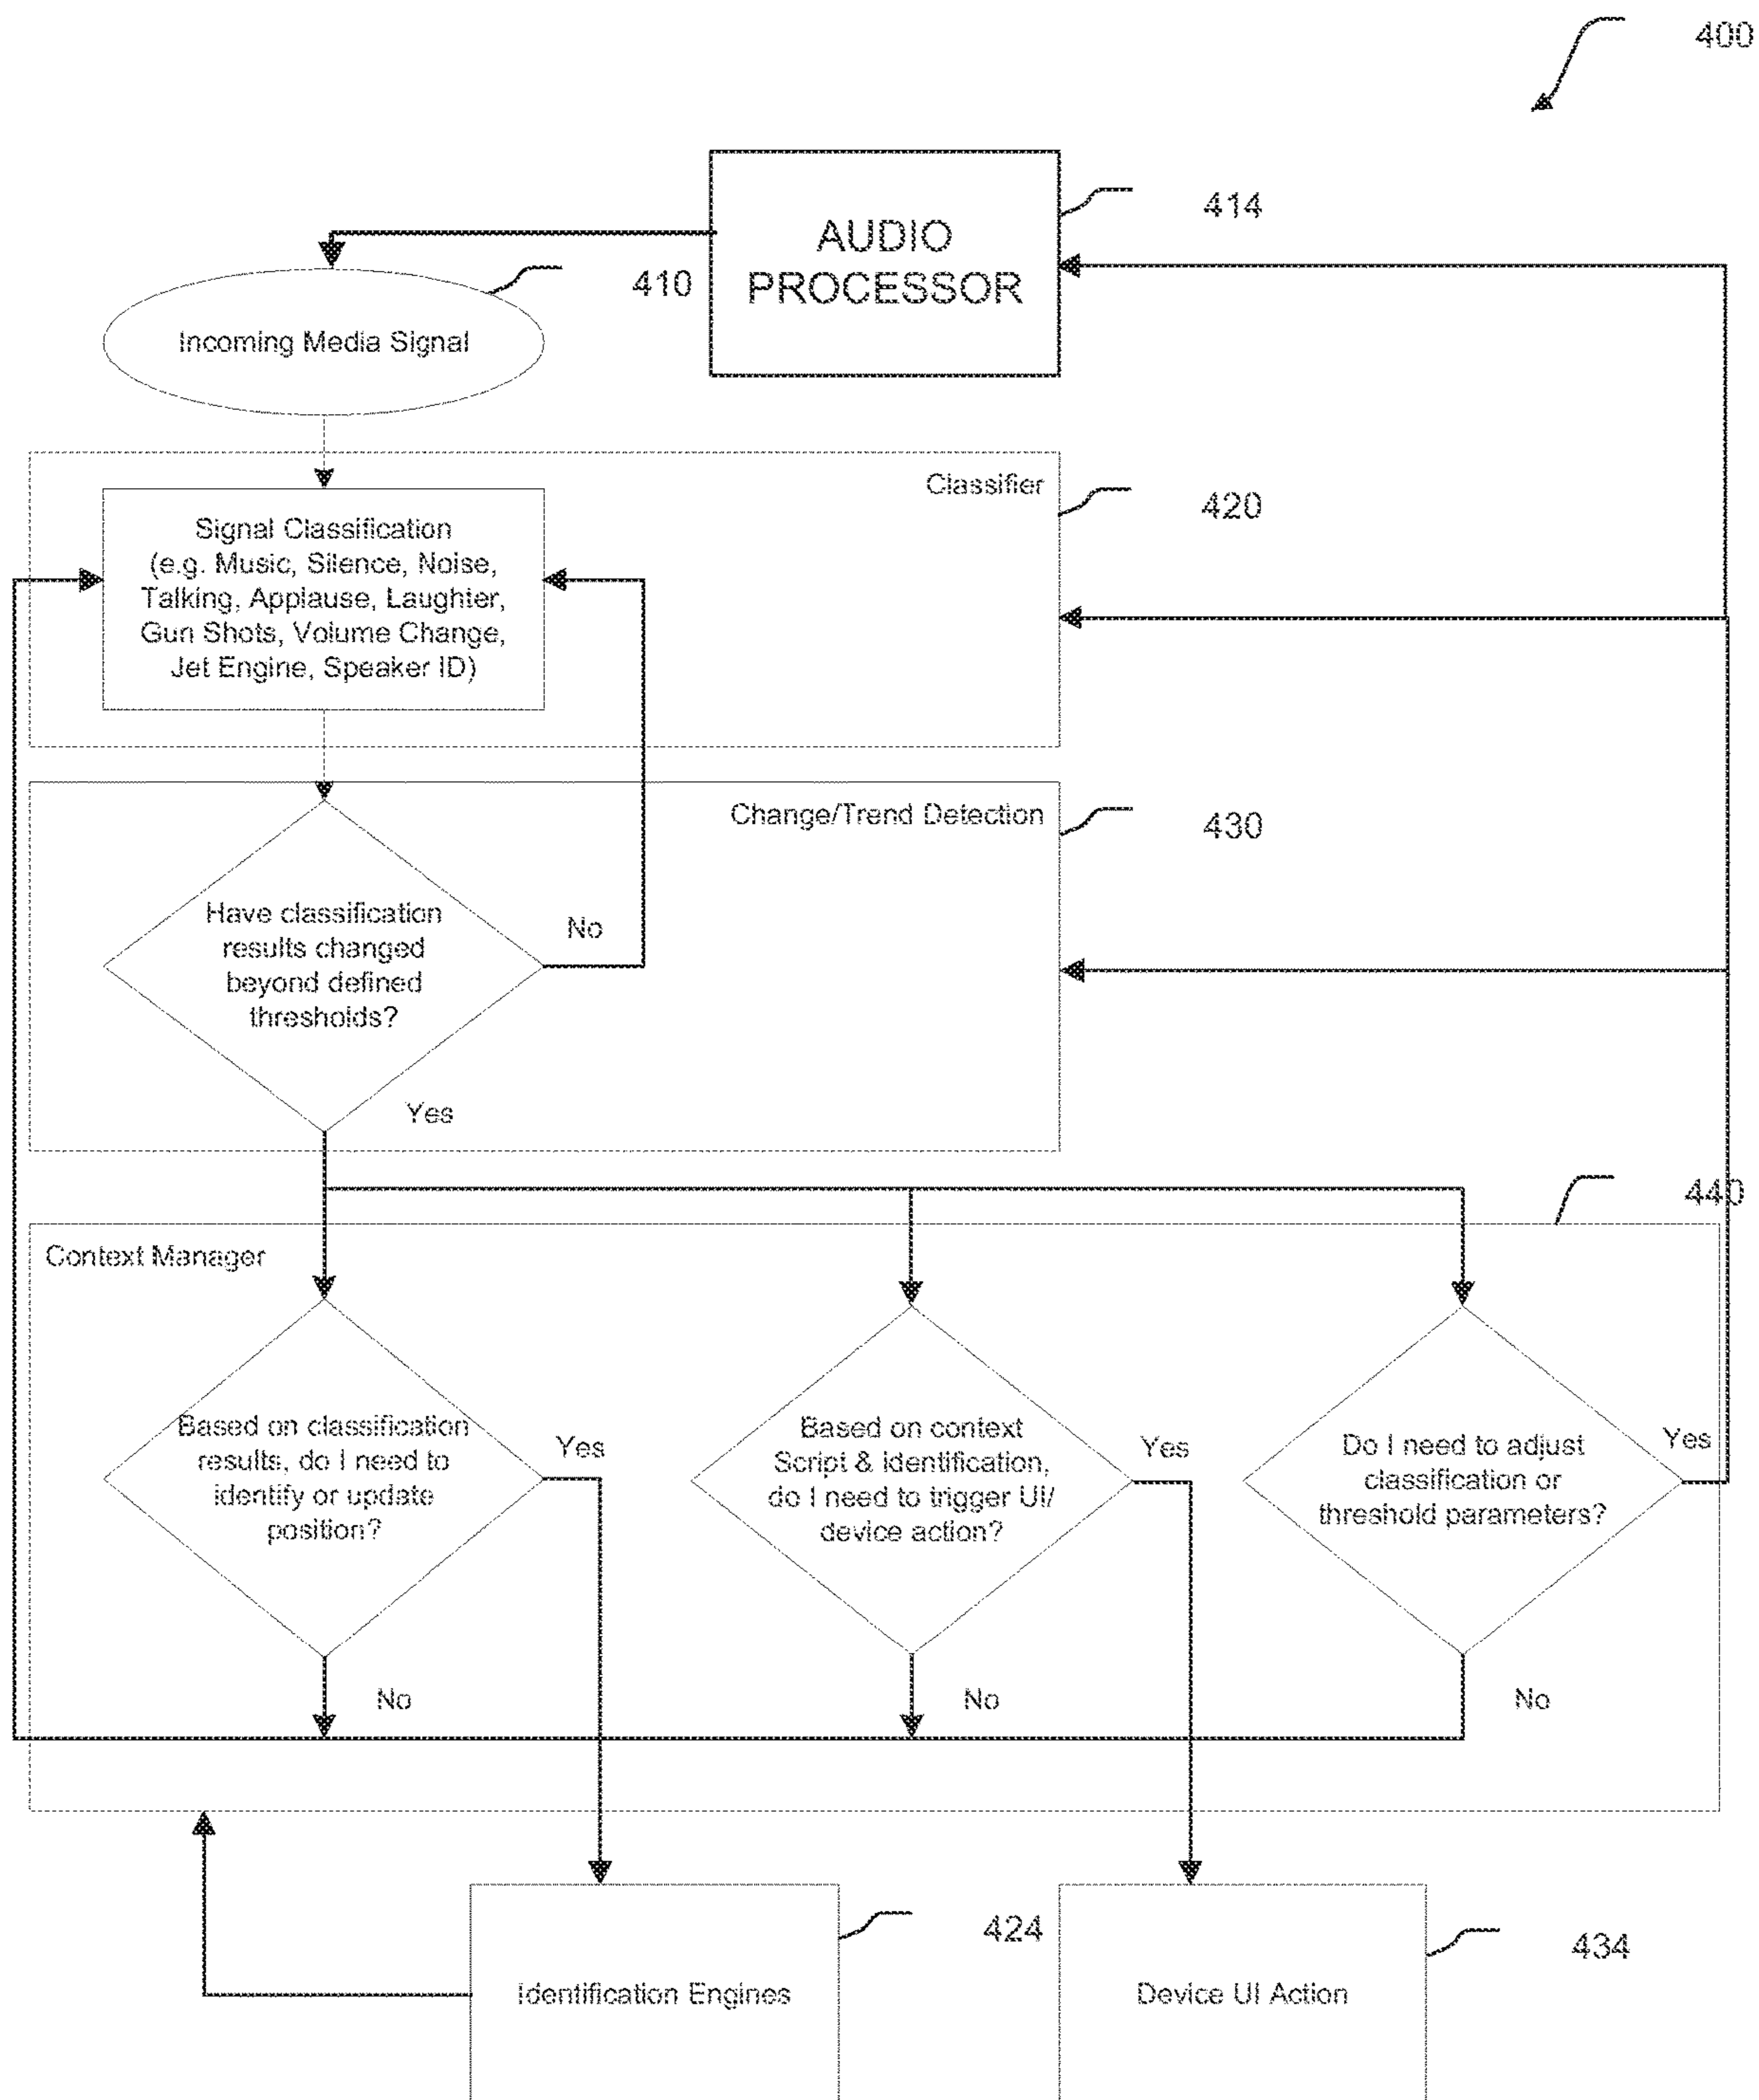 400
AUDIO
PROCESSOR
414
410
Incoming Media Signal
Classifier
420
Signal Classification
(e.g. Music, Silence, Noise,
Talking, Applause, Laughter,
Gun Shots, Volume Change,
Jet Engine, Speaker ID)
Change/Trend Detection
430
Have classification
results changed
beyond defined
thresholds?
No
Yes
440
Context Manager
Based on classification
results, do I need to
identify or update
position?
Yes
No
Based on context
Script & identification,
do I need to trigger UI/
device action?
Yes
No
Do I need to adjust
classification or
threshold parameters?
Yes
No
424
Identification Engines
434
Device UI Action